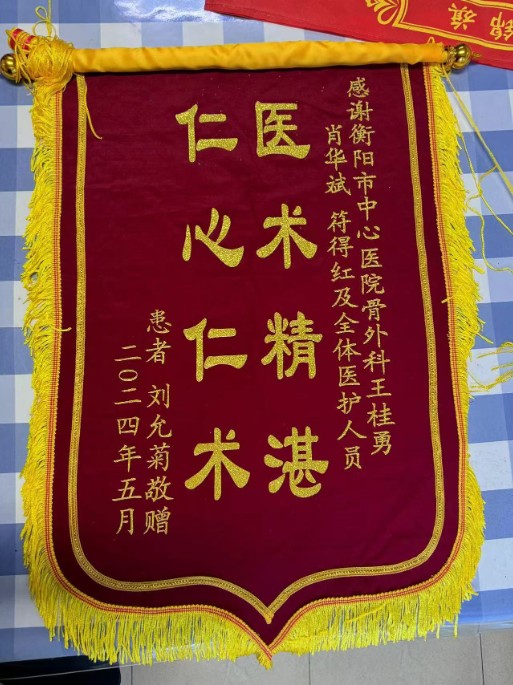 感谢衡阳市中心医院骨外科王桂勇
肖华斌 符得红及全体医护人员
医术精湛
仁心仁术
患者 刘允菊敬赠
二〇二四年五月
锦旗